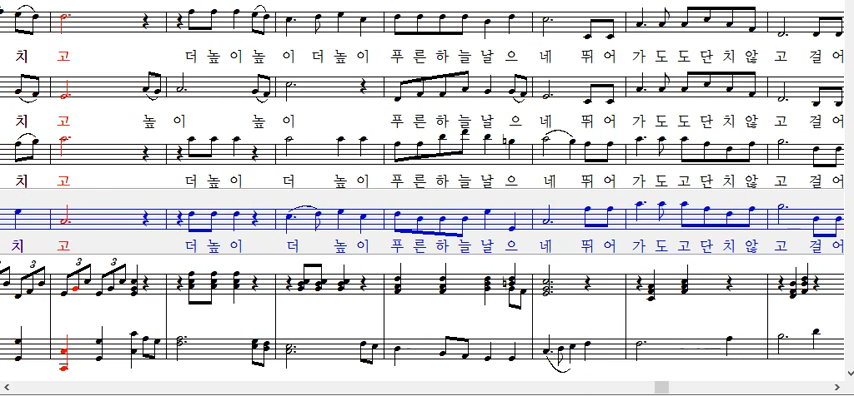 치 고 더 높 이 높 이 더 높 이 푸 른 하 늘 날 으 네 뛰 어 가 도 도 단 치 않 고 걸 어
치 고 높 이 높 이 푸 른 하 늘 날 으 네 뛰 어 가 도 도 단 치 않 고 걸 어
치 고 더 높 이 더 높 이 푸 른 하 늘 날 으 네 뛰 어 가 도 도 단 치 않 고 걸 어
치 고 더 높 이 더 높 이 푸 른 하 늘 날 으 네 뛰 어 가 도 고 단 치 않 고 걸 어
3 3 3